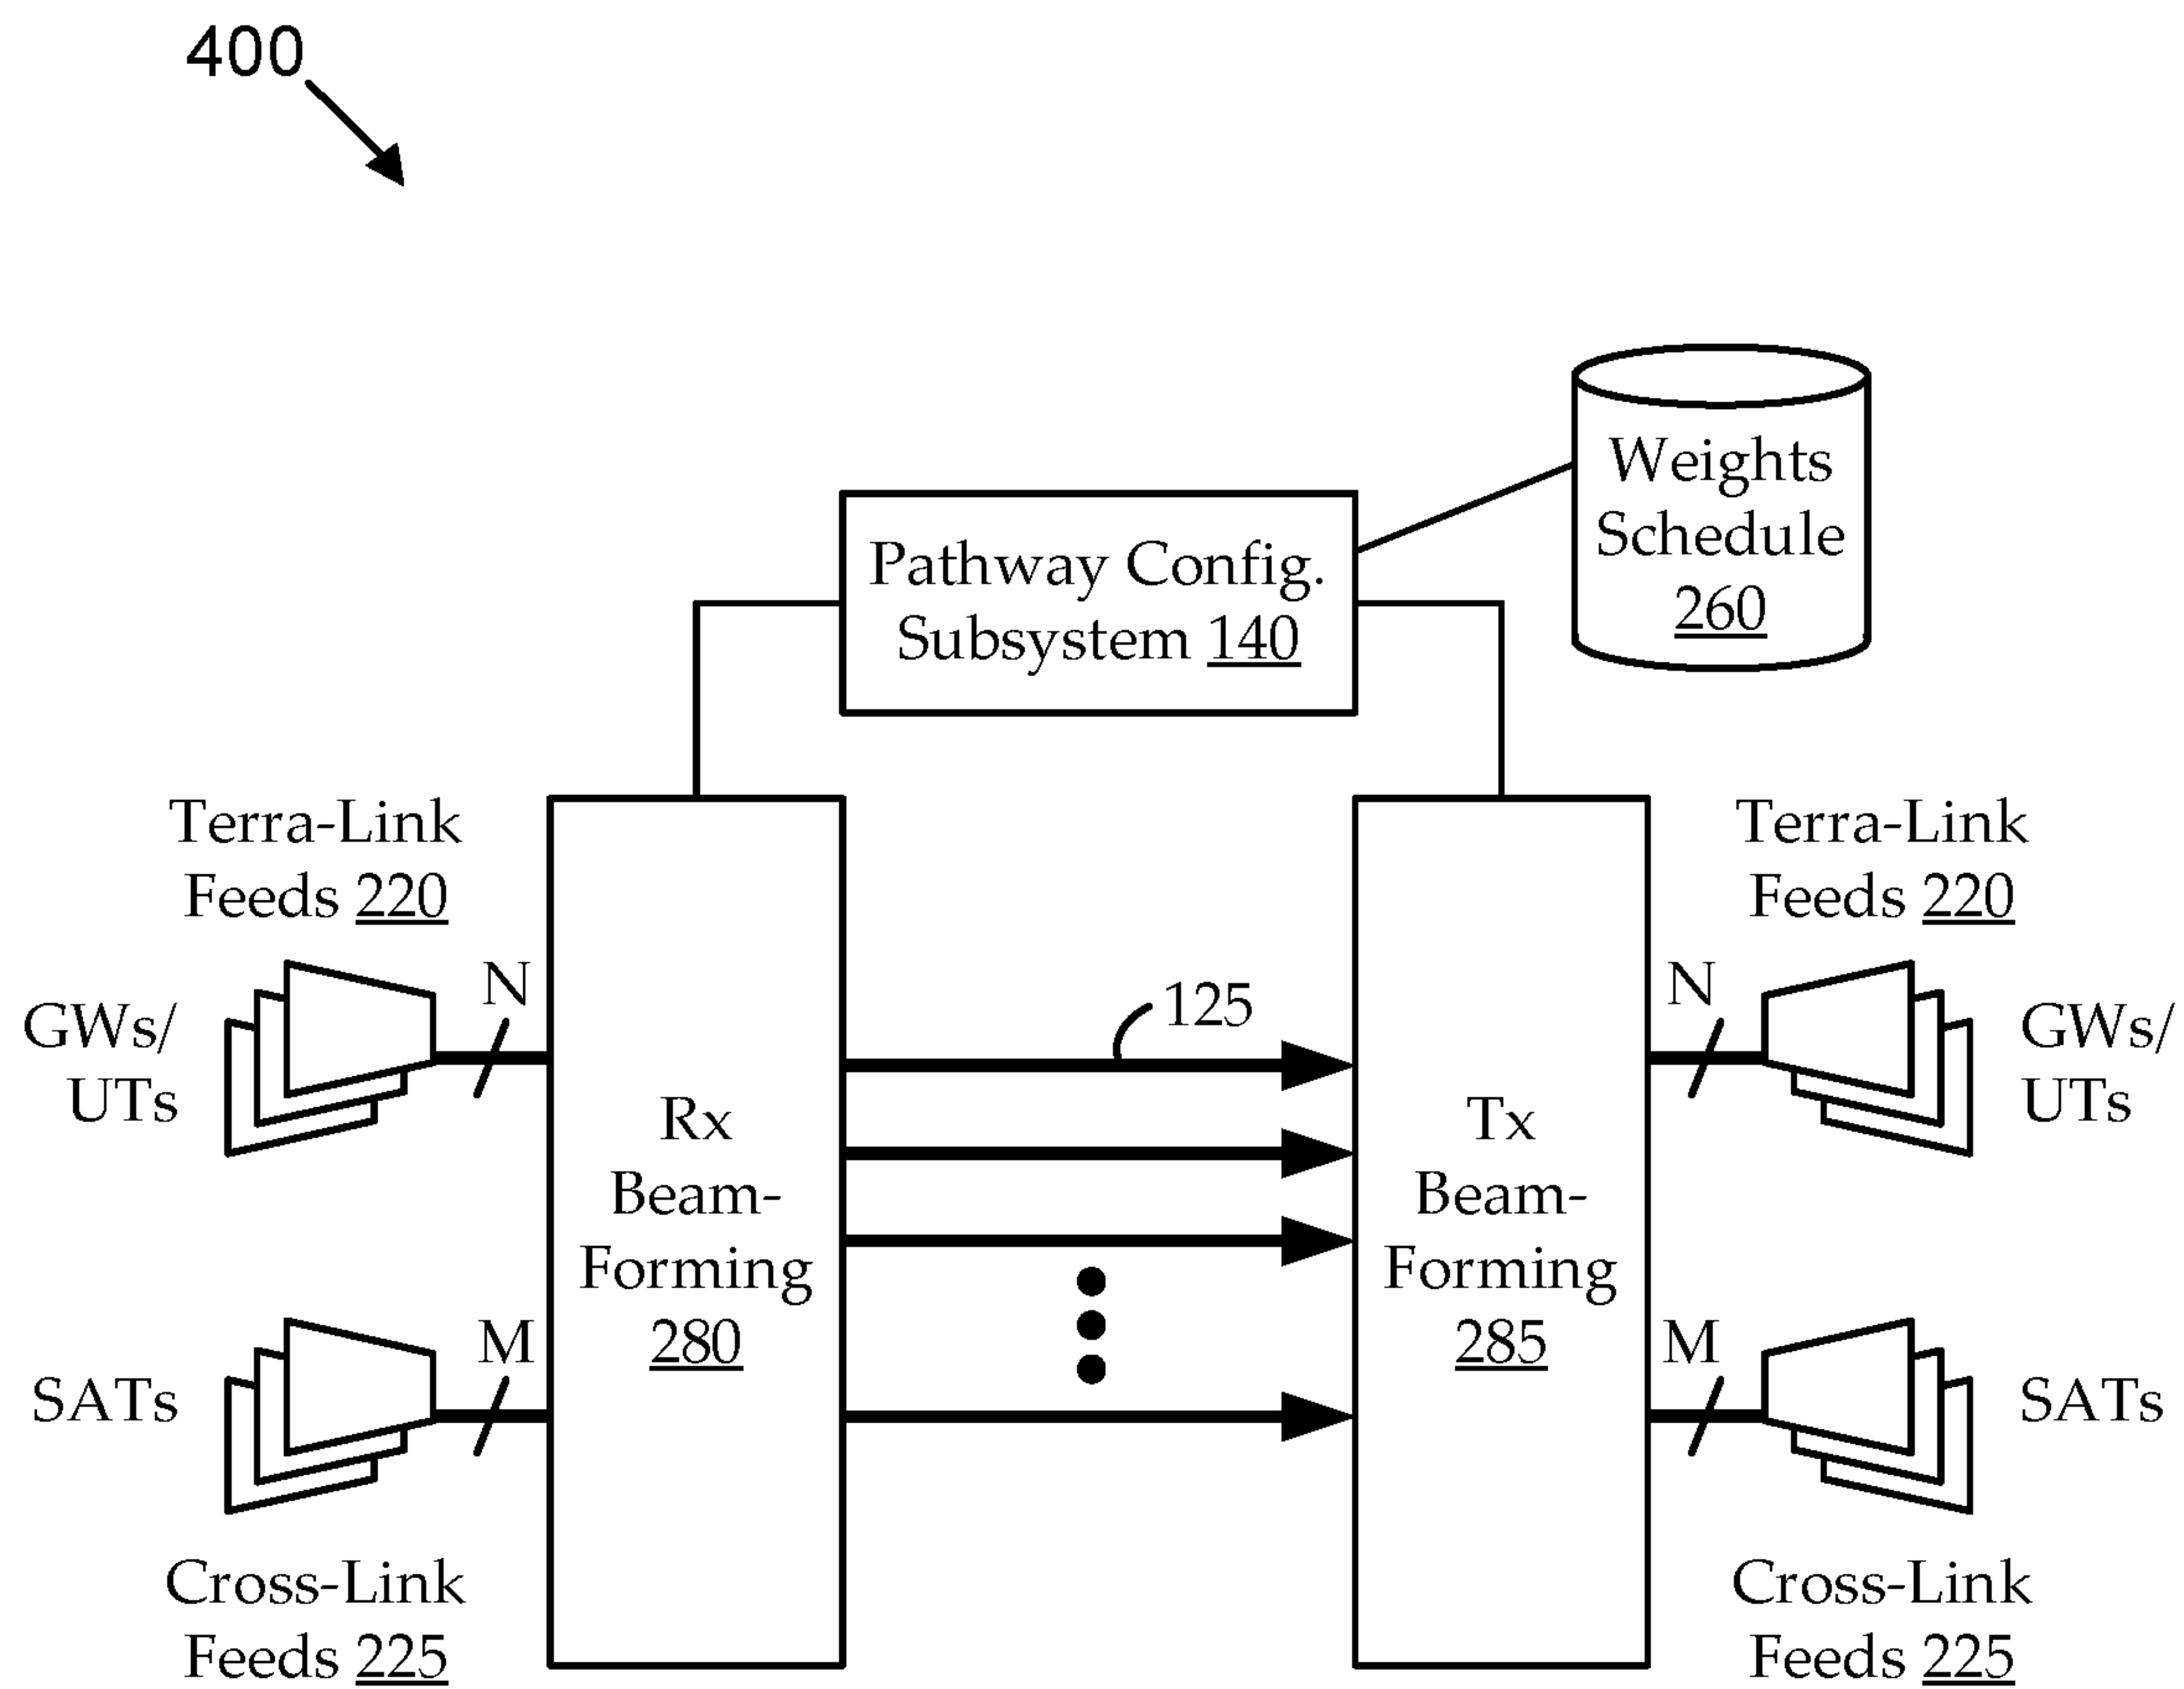 400
Weights
Schedule
260
Pathway Config.
Subsystem 140
Terra-Link
Feeds 220
Terra-Link
Feeds 220
N
N
GWs/
UTs
125
GWs/
UTs
Rx
Beam-
Forming
280
Tx
Beam-
Forming
285
M
M
SATs
SATs
Cross-Link
Feeds 225
Cross-Link
Feeds 225